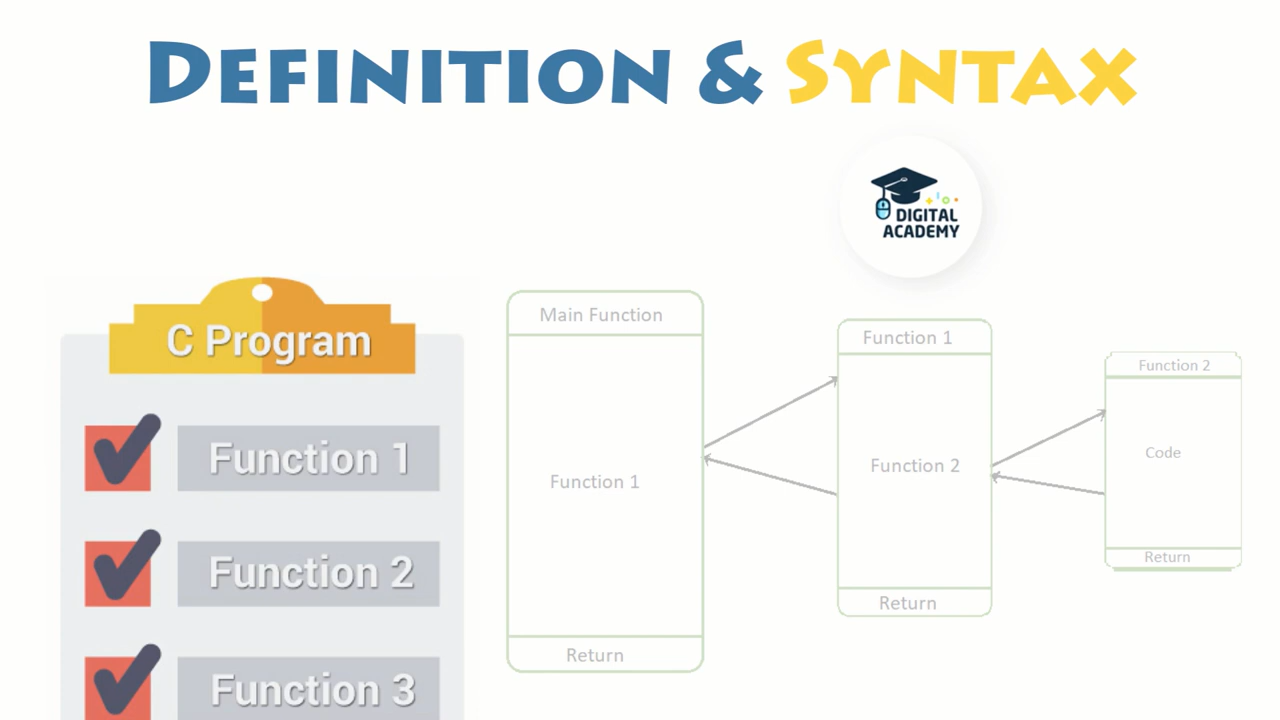 DEFINITION & SYNTAX
DIGITAL
ACADEMY
C Program
Function 1
Function 2
Function 3
Main Function
Function 1
Return
Function 1
Function 2
Return
Function 2
Code
Return